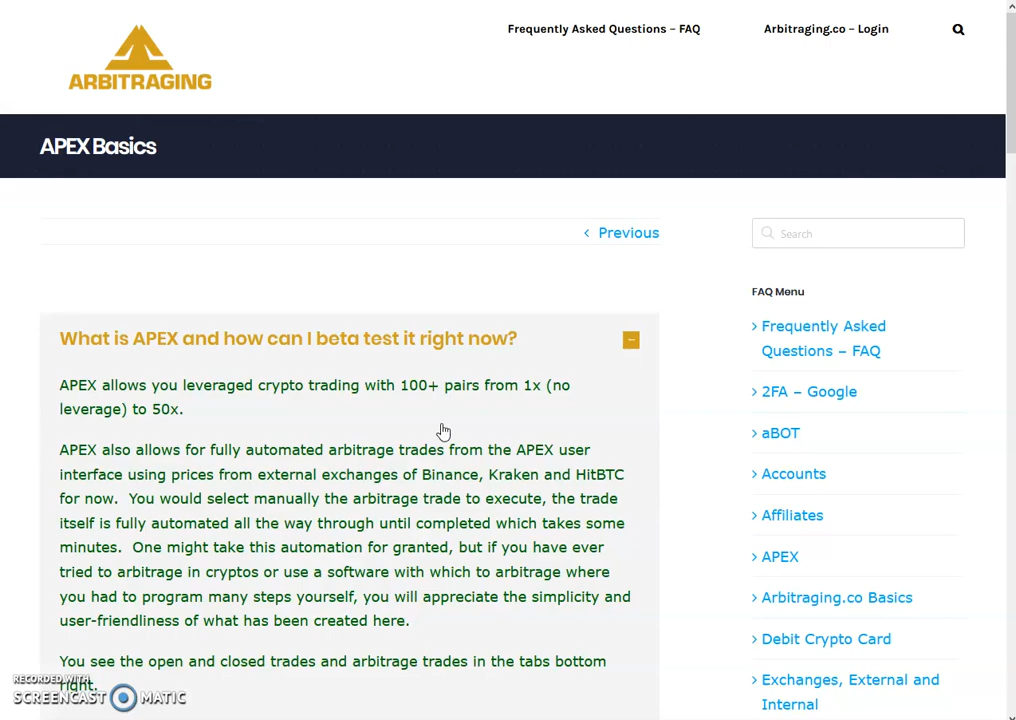 Frequently Asked Questions – FAQ
Arbitraging.co – Login
ARBITRAGING
APEX Basics
Previous
Search
FAQ Menu
What is APEX and how can I beta test it right now?
APEX allows you leveraged crypto trading with 100+ pairs from 1x (no
leverage) to 50x.
APEX also allows for fully automated arbitrage trades from the APEX user
interface using prices from external exchanges of Binance, Kraken and HitBTC
for now.  You would select manually the arbitrage trade to execute, the trade
itself is fully automated all the way through until completed which takes some
minutes.  One might take this automation for granted, but if you have ever
tried to arbitrage in cryptos or use a software with which to arbitrage where
you had to program many steps yourself, you will appreciate the simplicity and
user-friendliness of what has been created here.
You see the open and closed trades and arbitrage trades in the tabs bottom
right.
Frequently Asked
Questions – FAQ
2FA – Google
aBOT
Accounts
Affiliates
APEX
Arbitraging.co Basics
Debit Crypto Card
Exchanges, External and
Internal
RECORDED WITH
SCREENCAST MATIC